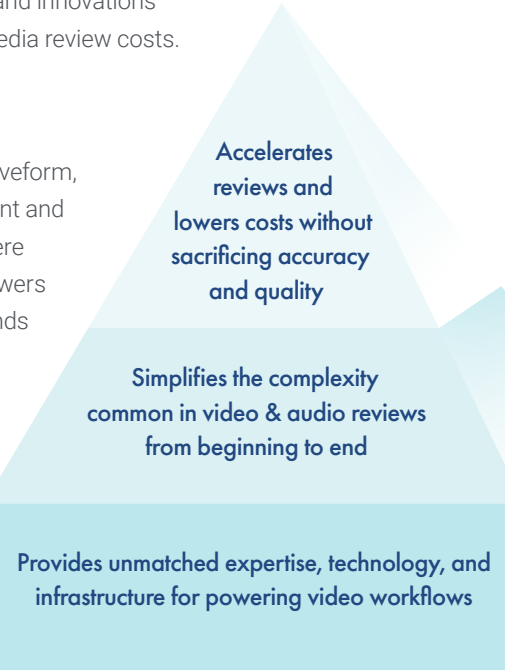 and innovations
edia review costs.
veform,
nt and
ere
wers
nds
Accelerates
reviews and
lowers costs without
sacrificing accuracy
and quality
Simplifies the complexity
common in video & audio reviews
from beginning to end
Provides unmatched expertise, technology, and
infrastructure for powering video workflows